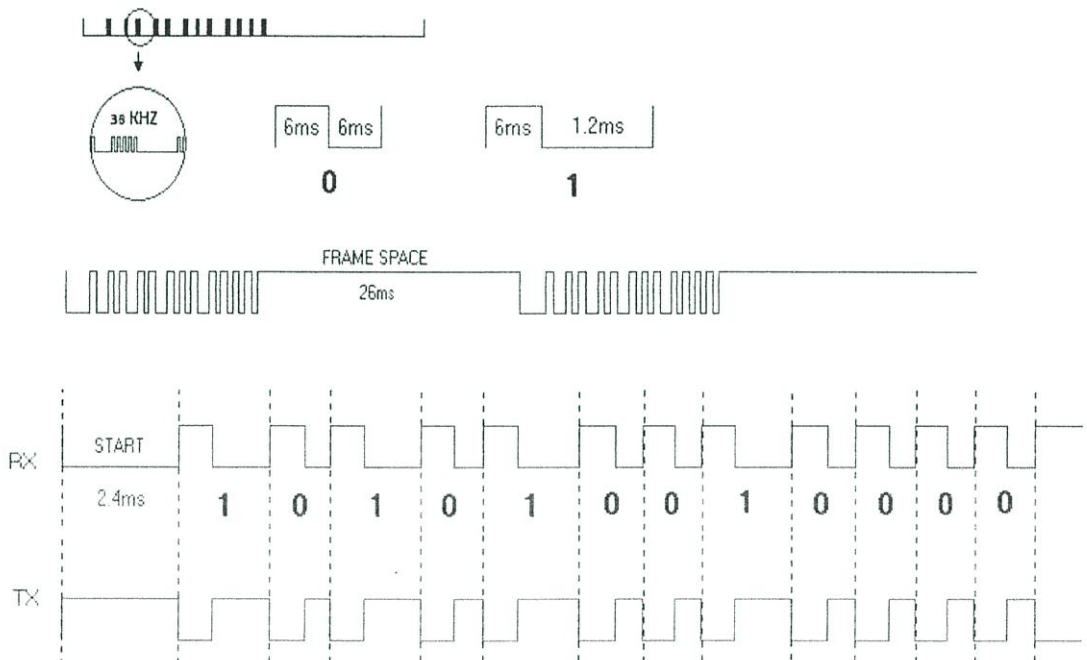 38 KHZ
6ms 6ms 6ms 1.2ms
0 1
FRAME SPACE
26ms
START
RX
2.4ms 1 0 1 0 1 0 0 1 0 0 0 0
TX